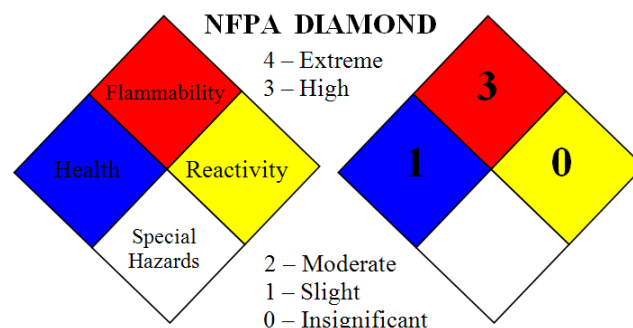 NFPA DIAMOND
4 – Extreme
3 – High
Flammability
Health
Reactivity
Special
Hazards
3
1
0
2 – Moderate
1 – Slight
0 – Insignificant